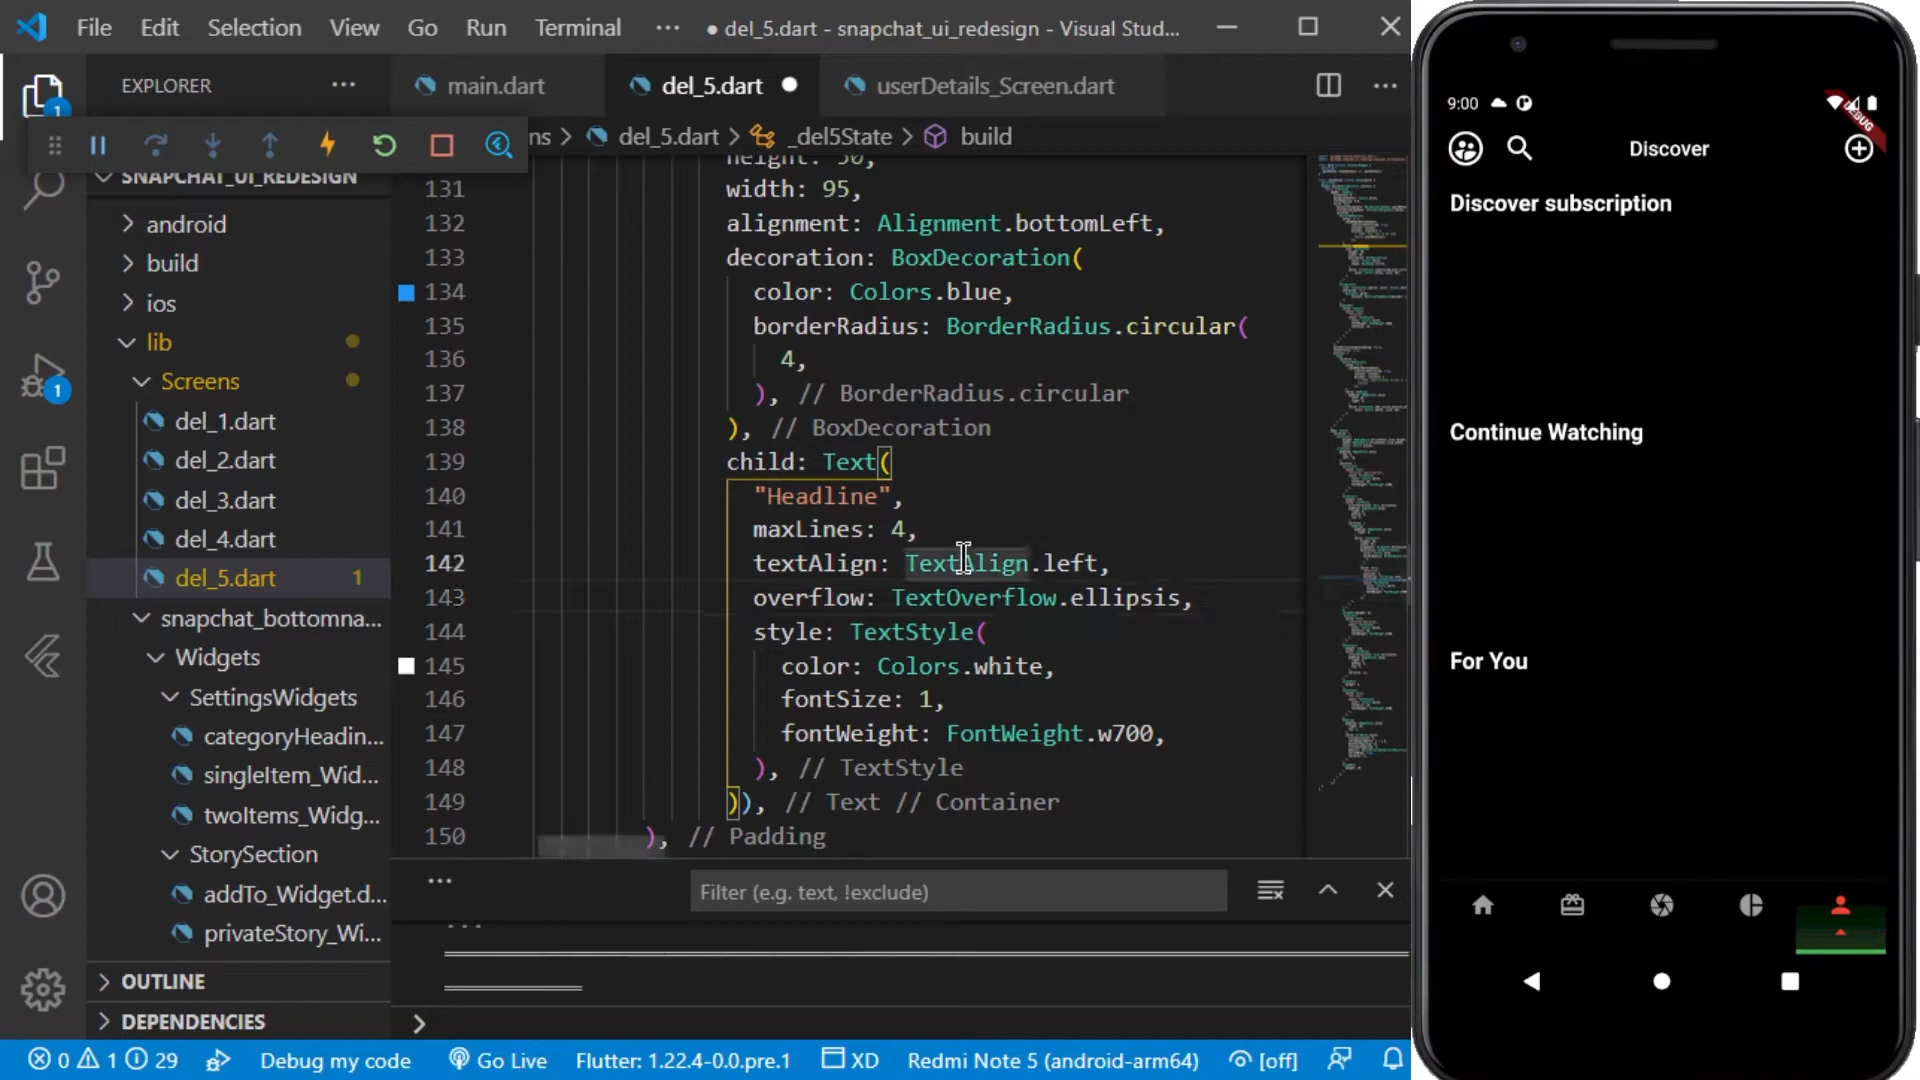 File Edit Selection View Go Run Terminal ··· ● del_5.dart - snapchat_ui_redesign - Visual Stud...
EXPLORER ···
main.dart
del_5.dart ●
userDetails_Screen.dart
ns > del_5.dart > _del5State > build
SNAPCHAT_UI_REDESIGN
android
build
ios
lib
Screens
del_1.dart
del_2.dart
del_3.dart
del_4.dart
del_5.dart 1
snapchat_bottomna...
Widgets
SettingsWidgets
categoryHeadin...
singleItem_Wid...
twoItems_Widg...
StorySection
addTo_Widget.d...
privateStory_Wi...
OUTLINE
DEPENDENCIES
1
1
height: 50,
131 width: 95,
132 alignment: Alignment.bottomLeft,
133 decoration: BoxDecoration(
134 color: Colors.blue,
135 borderRadius: BorderRadius.circular(
136 4,
137 ), // BorderRadius.circular
138 ), // BoxDecoration
139 child: Text(
140 "Headline",
141 maxLines: 4,
142 textAlign: TextAlign.left,
143 overflow: TextOverflow.ellipsis,
144 style: TextStyle(
145 color: Colors.white,
146 fontSize: 1,
147 fontWeight: FontWeight.w700,
148 ), // TextStyle
149 )), // Text // Container
150 ), // Padding
··· Filter (e.g. text, !exclude)
>
0 1 29 Debug my code Go Live Flutter: 1.22.4-0.0.pre.1 XD Redmi Note 5 (android-arm64) [off]
9:00
DEBUG
Discover
Discover subscription
Continue Watching
For You